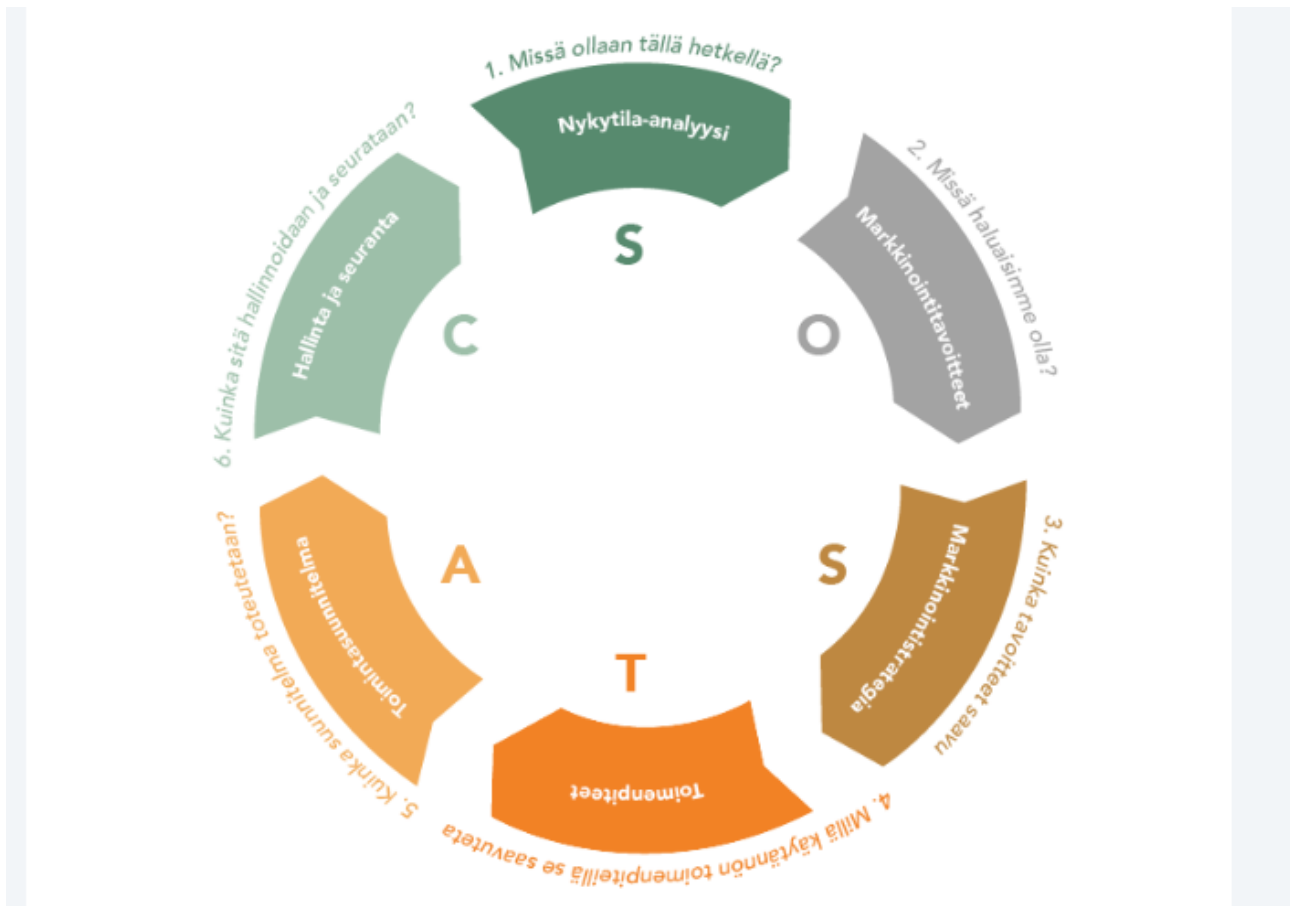 1. Missä ollaan tällä hetkellä?
Nykytila-analyysi
S
2. Missä haluaisimme olla?
Markkinointitavoitteet
O
3. Kuinka tavoitteet saavu
Markkinointistrategia
S
4. Millä käytännön toimenpiteillä se saavuteta
Toimenpiteet
T
5. Kuinka suunnitelma toteutetaan?
Toimintasuunnitelma
A
6. Kuinka sitä hallinnoidaan ja seurataan?
Hallinta ja seuranta
C